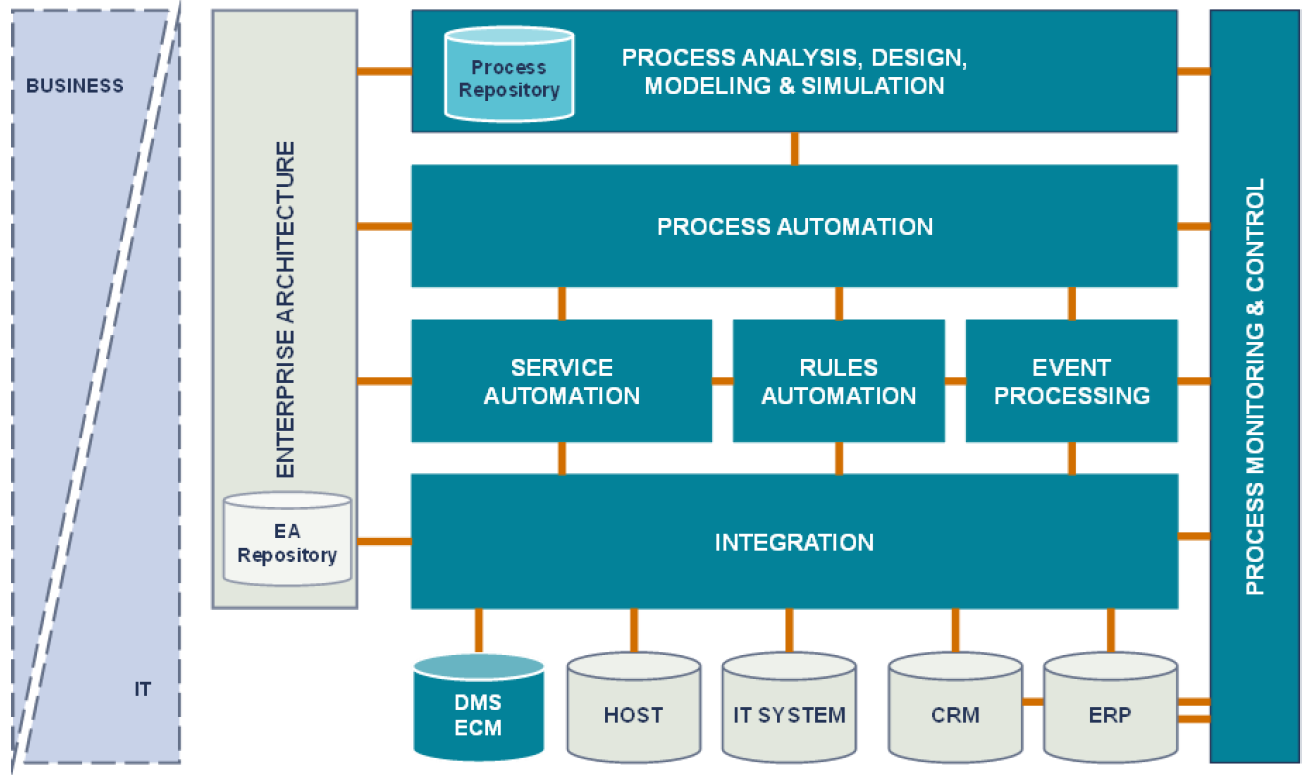 BUSINESS
IT
ENTERPRISE ARCHITECTURE
EA
Repository
Process
Repository
PROCESS ANALYSIS, DESIGN,
MODELING & SIMULATION
PROCESS AUTOMATION
SERVICE
AUTOMATION
RULES
AUTOMATION
EVENT
PROCESSING
INTEGRATION
DMS
ECM
HOST
IT SYSTEM
CRM
ERP
PROCESS MONITORING & CONTROL